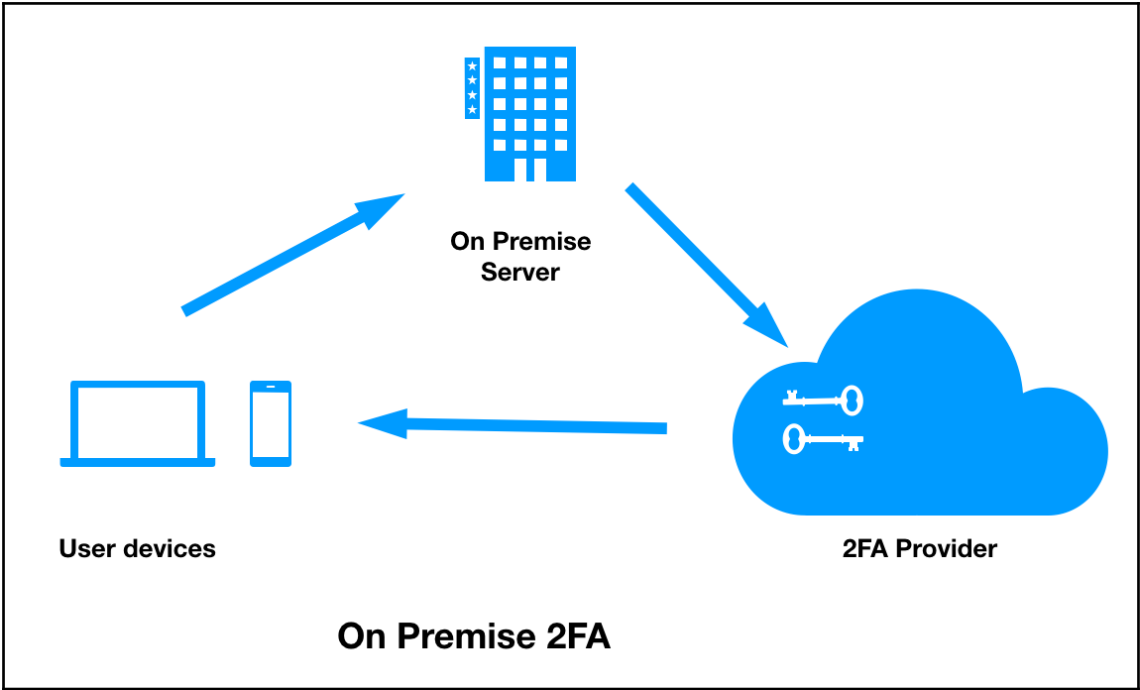 On Premise
Server
User devices
2FA Provider
On Premise 2FA